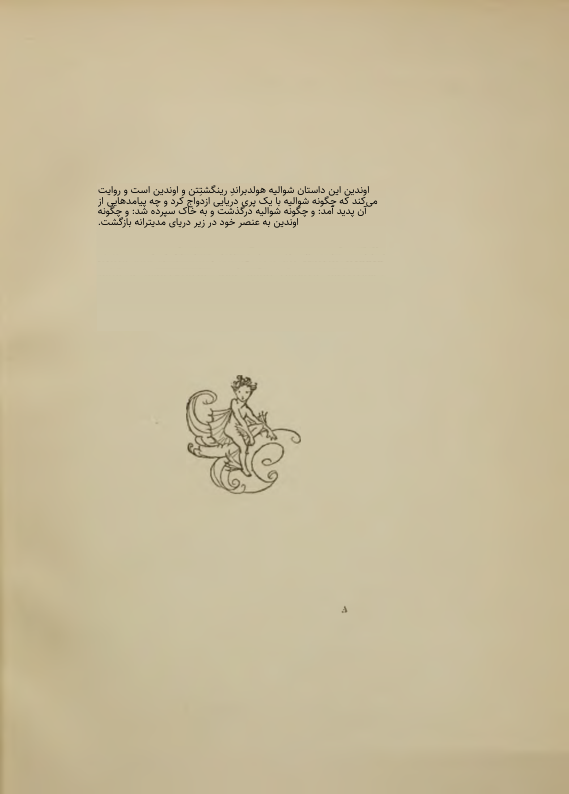 اوندین این داستان شوالیه هولدبراند رینگشتِتن و اوندین است و روایت
می‌کند که چگونه شوالیه با یک پری دریایی ازدواج کرد و چه پیامدهایی از
آن پدید آمد: و چگونه شوالیه درگذشت و به خاک سپرده شد: و چگونه
اوندین به عنصر خود در زیر دریای مدیترانه بازگشت.
A